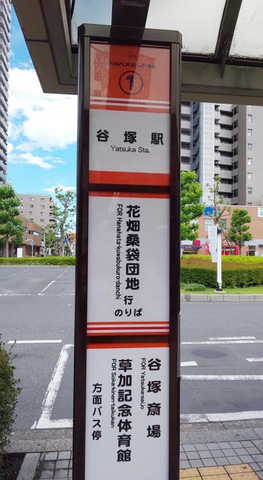 ①
谷塚駅
Yatsuka Sta.
花畑桑袋団地行
FOR Hanahata-kuwabukuro-danchi
のりば
谷塚斎場
FOR Yatsuka-saijo
草加記念体育館
FOR Soka-kinen-taiikukan
方面バス停